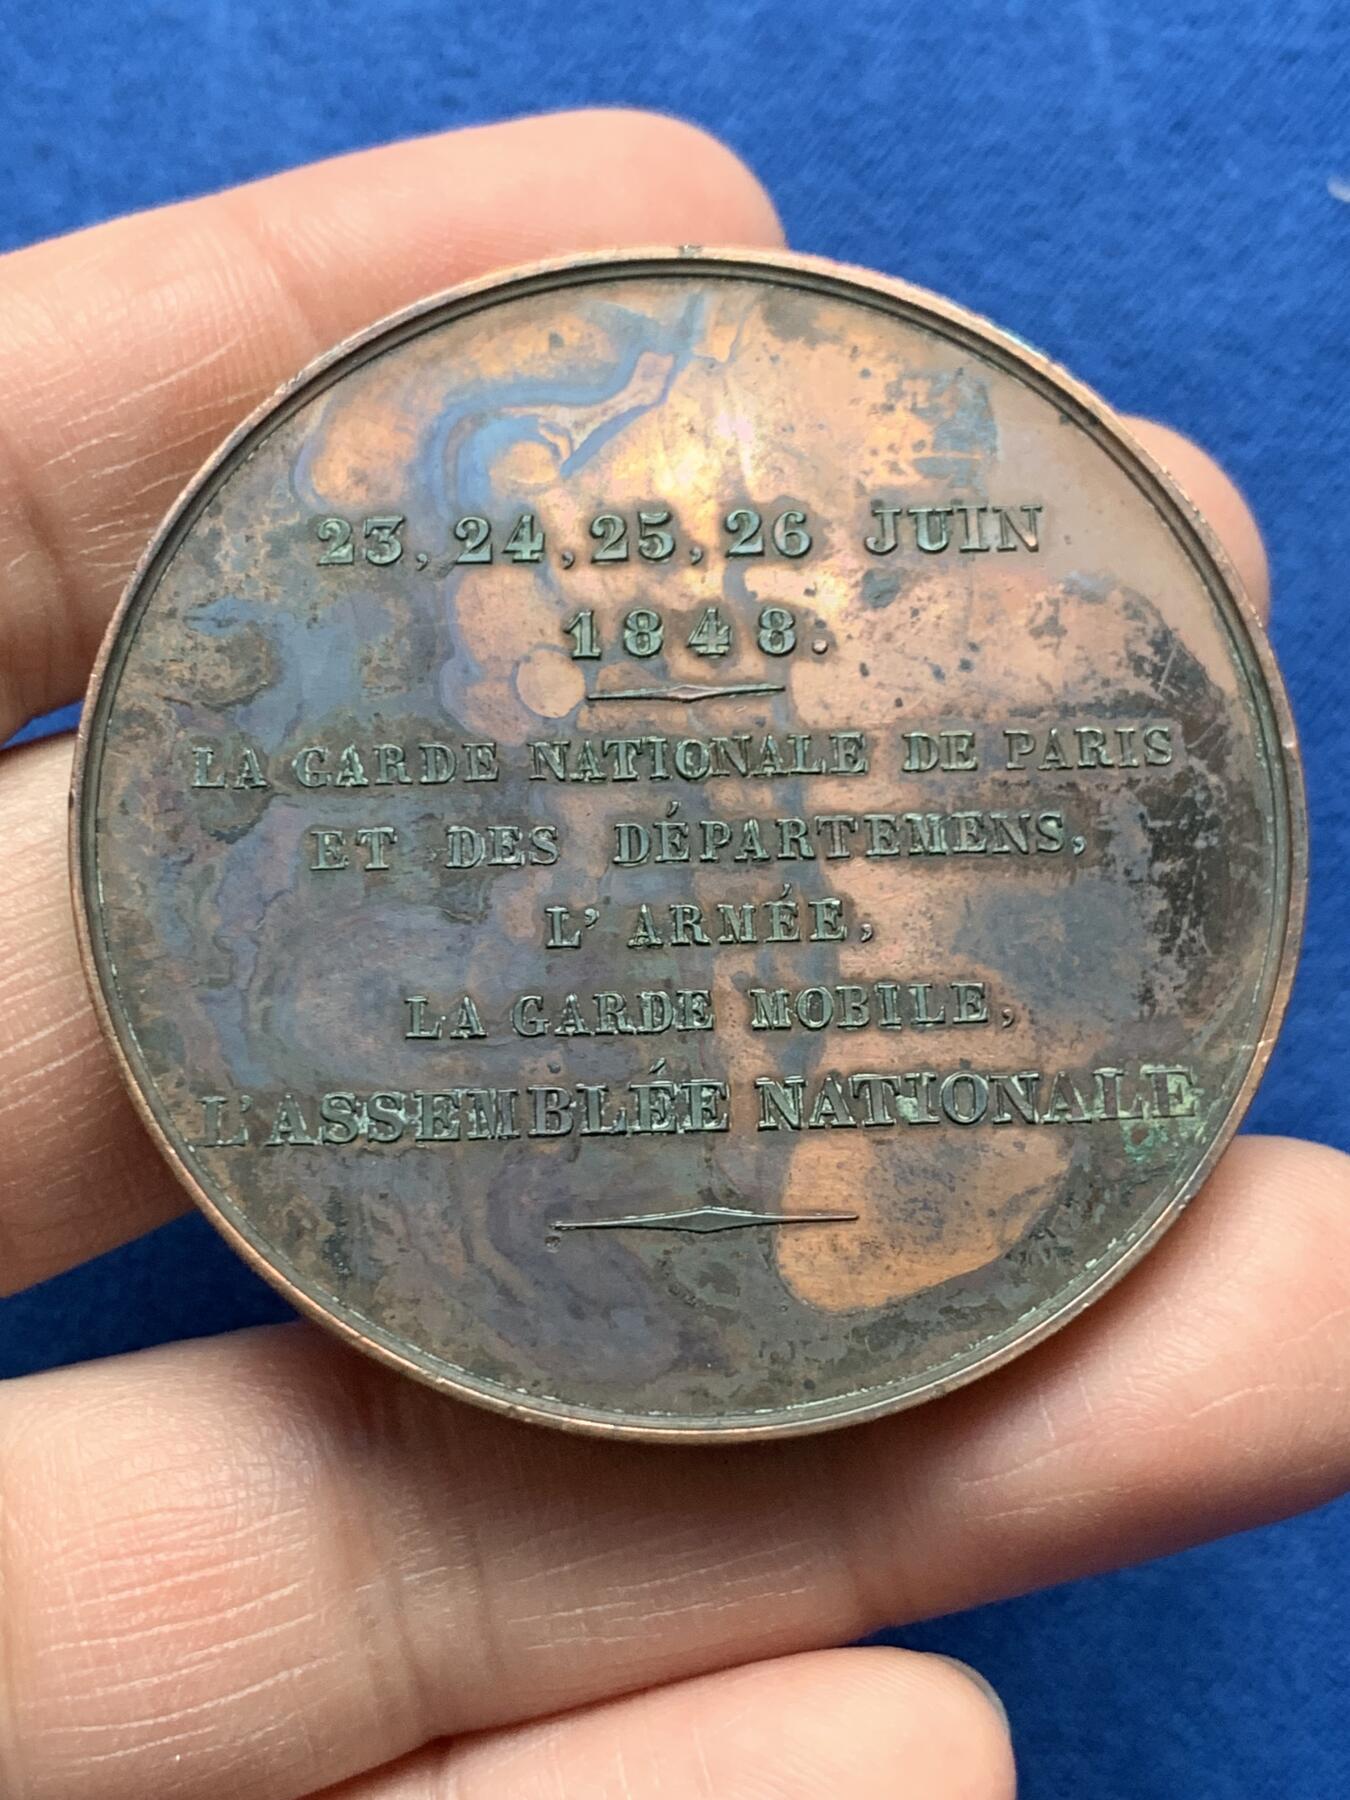 23, 24, 25, 26 JUIN
1848.
LA GARDE NATIONALE DE PARIS
ET DES DÉPARTEMENS,
L'ARMÉE,
LA GARDE MOBILE,
L'ASSEMBLÉE NATIONALE